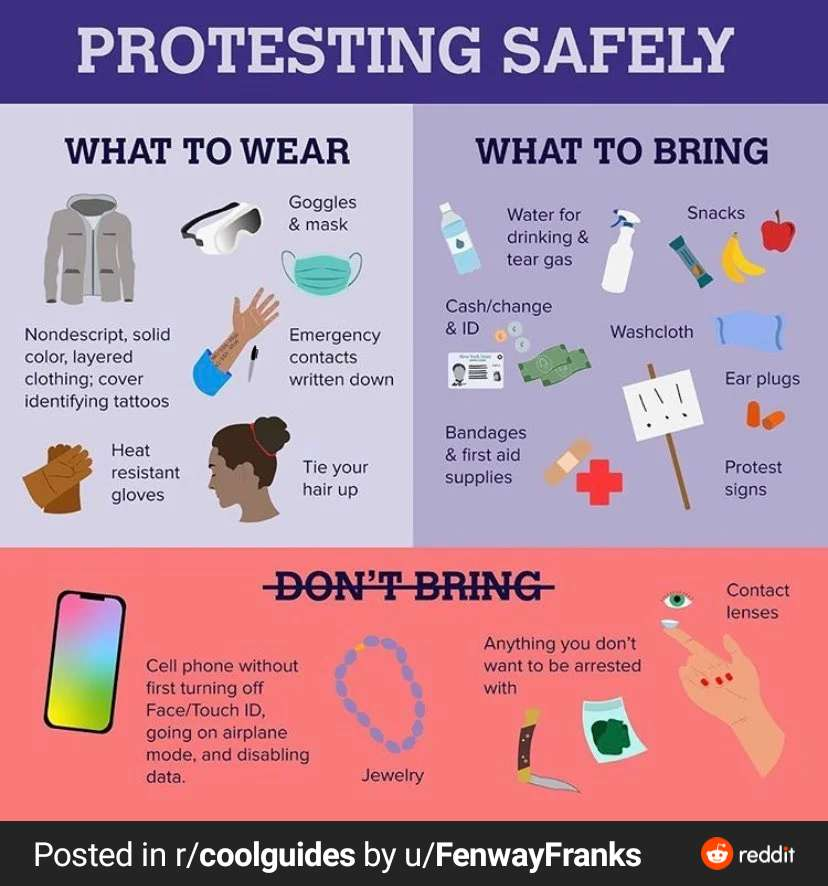 PROTESTING SAFELY
WHAT TO WEAR
Goggles
& mask
Nondescript, solid
color, layered
clothing; cover
identifying tattoos
Emergency
contacts
written down
Heat
resistant
gloves
Tie your
hair up
WHAT TO BRING
Water for
drinking &
tear gas
Snacks
Cash/change
& ID
Washcloth
Ear plugs
Bandages
& first aid
supplies
Protest
signs
! ! !
DON'T BRING
Cell phone without
first turning off
Face/Touch ID,
going on airplane
mode, and disabling
data.
Jewelry
Anything you don't
want to be arrested
with
Contact
lenses
Posted in r/coolguides by u/FenwayFranks
reddit